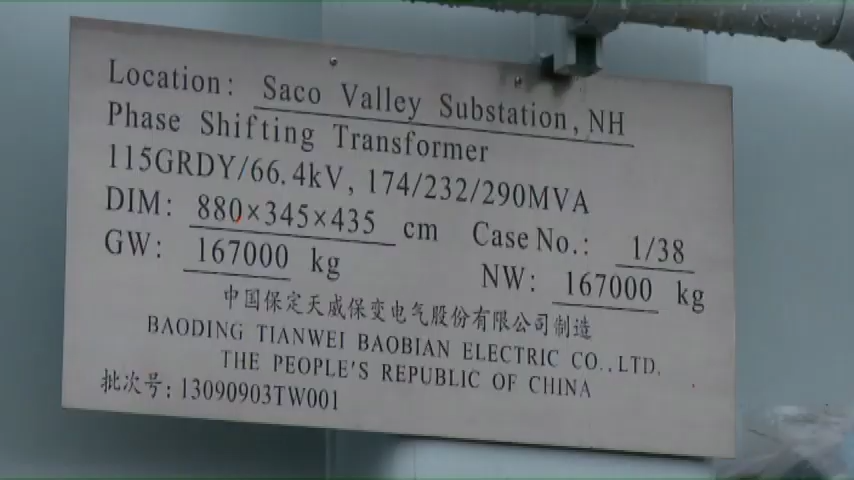 Location: Saco Valley Substation, NH
Phase Shifting Transformer
115GRDY/66.4kV, 174/232/290MVA
DIM: 880×345×435 cm Case No.: 1/38
GW: 167000 kg NW: 167000 kg
中国保定天威保变电气股份有限公司制造
BAODING TIANWEI BAOBIAN ELECTRIC CO., LTD.
THE PEOPLE'S REPUBLIC OF CHINA
批次号: 13090903TW001